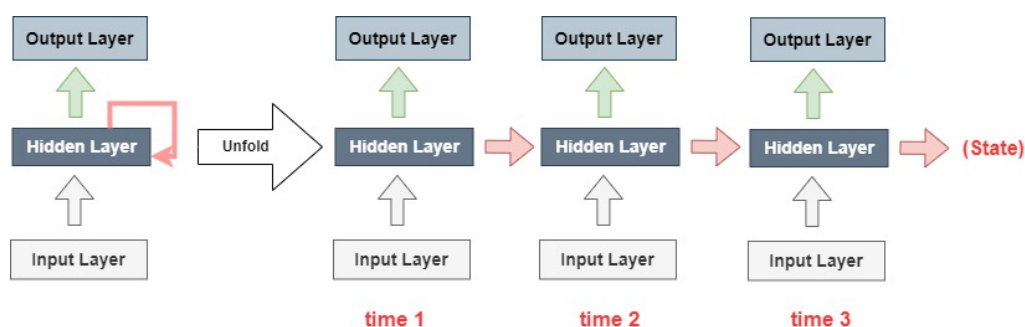 Output Layer
Output Layer
Output Layer
Output Layer
Hidden Layer
Unfold
Hidden Layer
Hidden Layer
Hidden Layer
(State)
Input Layer
Input Layer
Input Layer
Input Layer
time 1
time 2
time 3